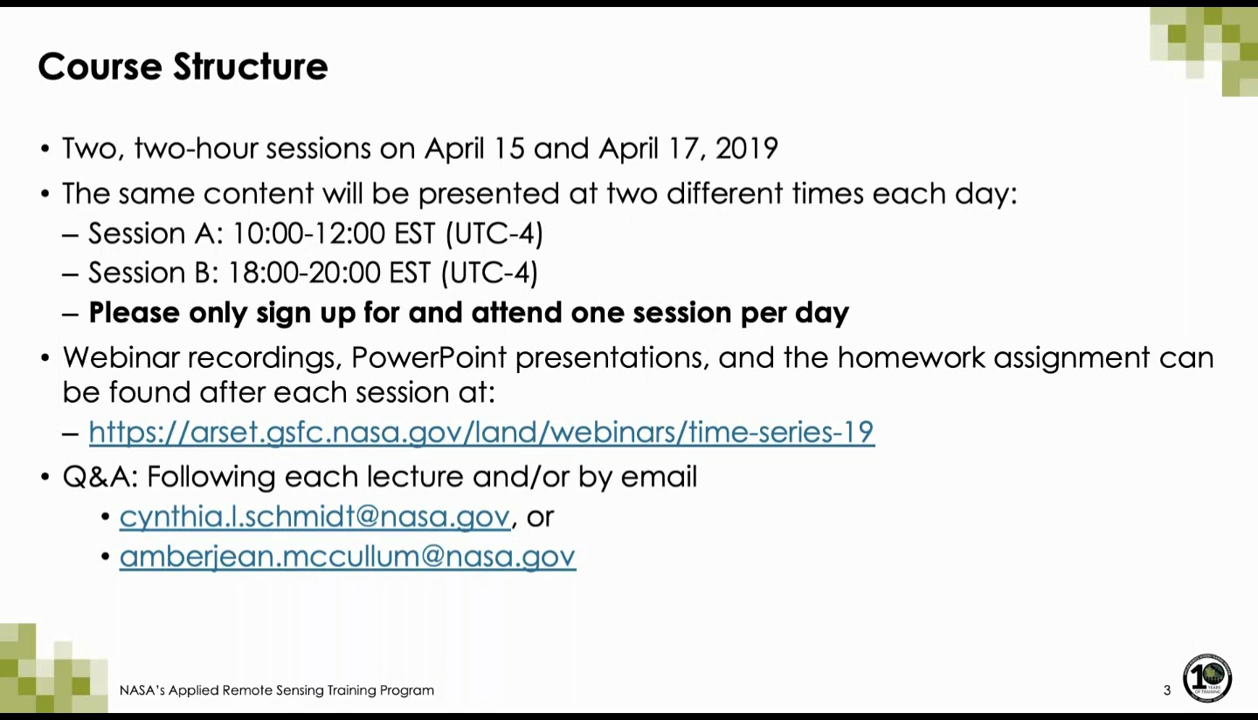 Course Structure
• Two, two-hour sessions on April 15 and April 17, 2019
• The same content will be presented at two different times each day:
– Session A: 10:00-12:00 EST (UTC-4)
– Session B: 18:00-20:00 EST (UTC-4)
– Please only sign up for and attend one session per day
• Webinar recordings, PowerPoint presentations, and the homework assignment can
be found after each session at:
– https://arset.gsfc.nasa.gov/land/webinars/time-series-19
• Q&A: Following each lecture and/or by email
• cynthia.l.schmidt@nasa.gov, or
• amberjean.mccullum@nasa.gov
NASA's Applied Remote Sensing Training Program
3
10
YEARS
OF TRAINING